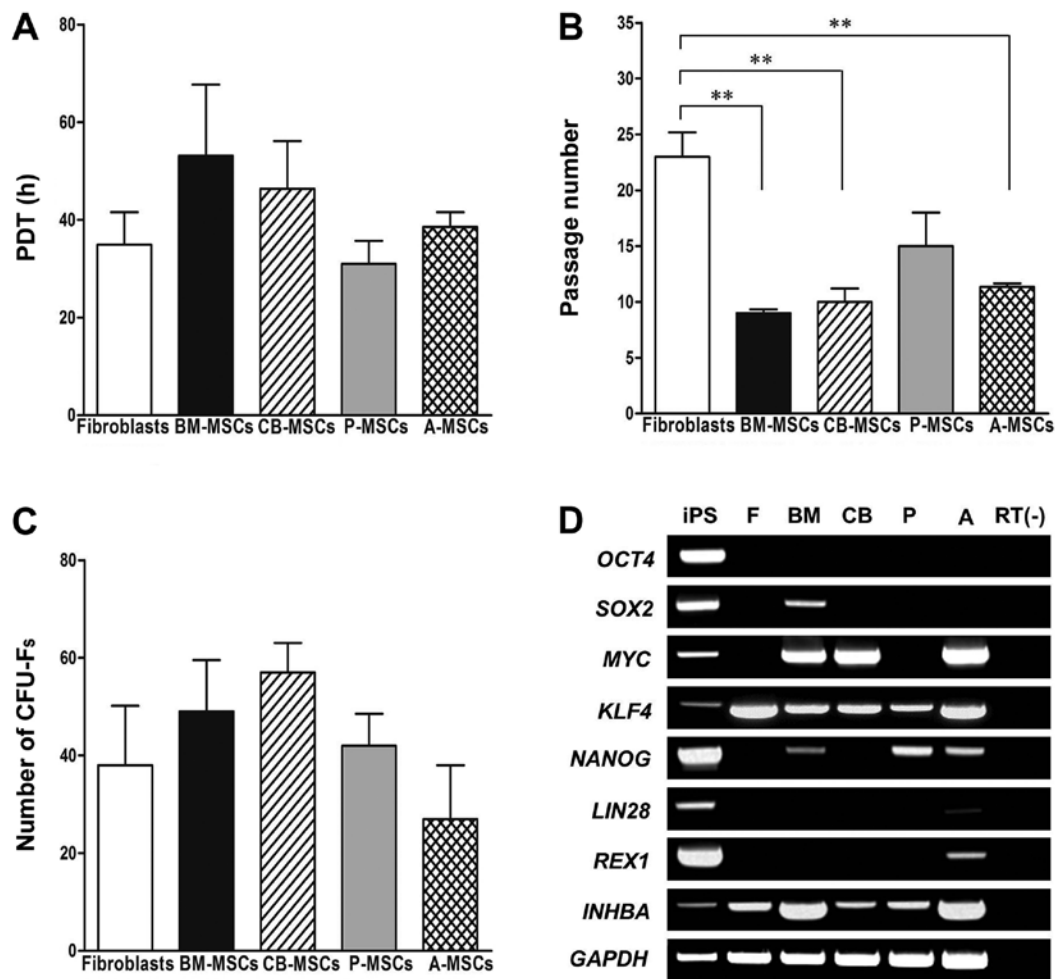 A
PDT (h)
80
60
40
20
0
Fibroblasts BM-MSCs CB-MSCs P-MSCs A-MSCs
B
Passage number
35
30
25
20
15
10
5
0
**
**
**
Fibroblasts BM-MSCs CB-MSCs P-MSCs A-MSCs
C
Number of CFU-Fs
80
60
40
20
0
Fibroblasts BM-MSCs CB-MSCs P-MSCs A-MSCs
D
iPS F BM CB P A RT(-)
OCT4
SOX2
MYC
KLF4
NANOG
LIN28
REX1
INHBA
GAPDH